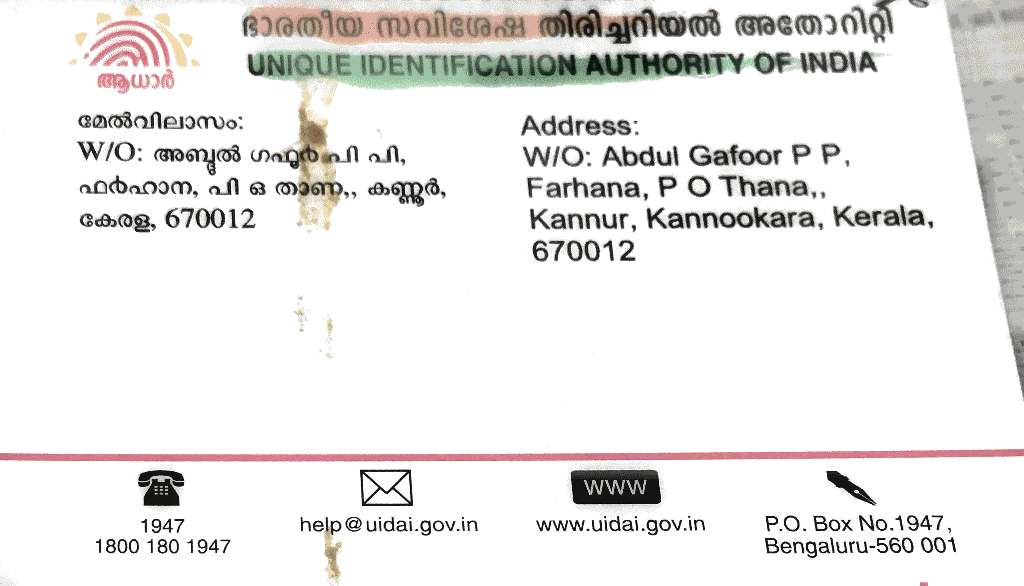 ഭാരതീയ സവിശേഷ തിരിച്ചറിയൽ അതോറിറ്റി
UNIQUE IDENTIFICATION AUTHORITY OF INDIA
ആധാർ
മേൽവിലാസം:
W/O: അബ്ദുൽ ഗഫൂർ പി പി,
ഫർഹാന, പി ഒ താണ,, കണ്ണൂർ,
കേരള, 670012
Address:
W/O: Abdul Gafoor P P,
Farhana, P O Thana,,
Kannur, Kannookara, Kerala,
670012
1947
1800 180 1947
help@uidai.gov.in
WWW
www.uidai.gov.in
P.O. Box No.1947,
Bengaluru-560 001